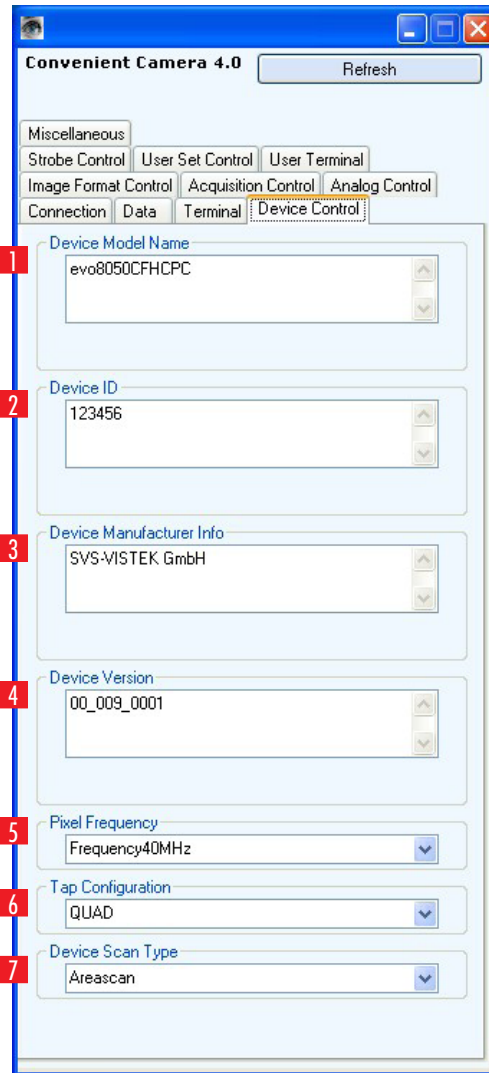 Convenient Camera 4.0
Refresh
Miscellaneous
Strobe Control User Set Control User Terminal
Image Format Control Acquisition Control Analog Control
Connection Data Terminal Device Control
1 Device Model Name
evo8050CFHCPC
2 Device ID
123456
3 Device Manufacturer Info
SVS-VISTEK GmbH
4 Device Version
00_009_0001
5 Pixel Frequency
Frequency40MHz
6 Tap Configuration
QUAD
7 Device Scan Type
Areascan